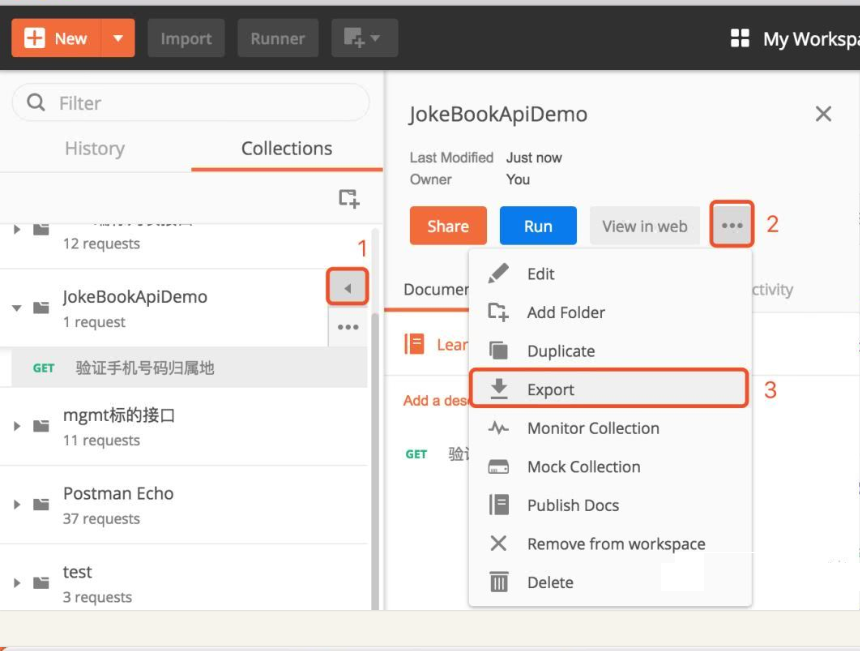 New
Import
Runner
My Workspa
Filter
History
Collections
12 requests
1
JokeBookApiDemo
1 request
GET 验证手机号码归属地
mgmt标的接口
11 requests
Postman Echo
37 requests
test
3 requests
JokeBookApiDemo
Last Modified Just now
Owner You
Share
Run
View in web
2
Documen
ctivity
Lear
Add a desc
GET 验证
Edit
Add Folder
Duplicate
Export
3
Monitor Collection
Mock Collection
Publish Docs
Remove from workspace
Delete